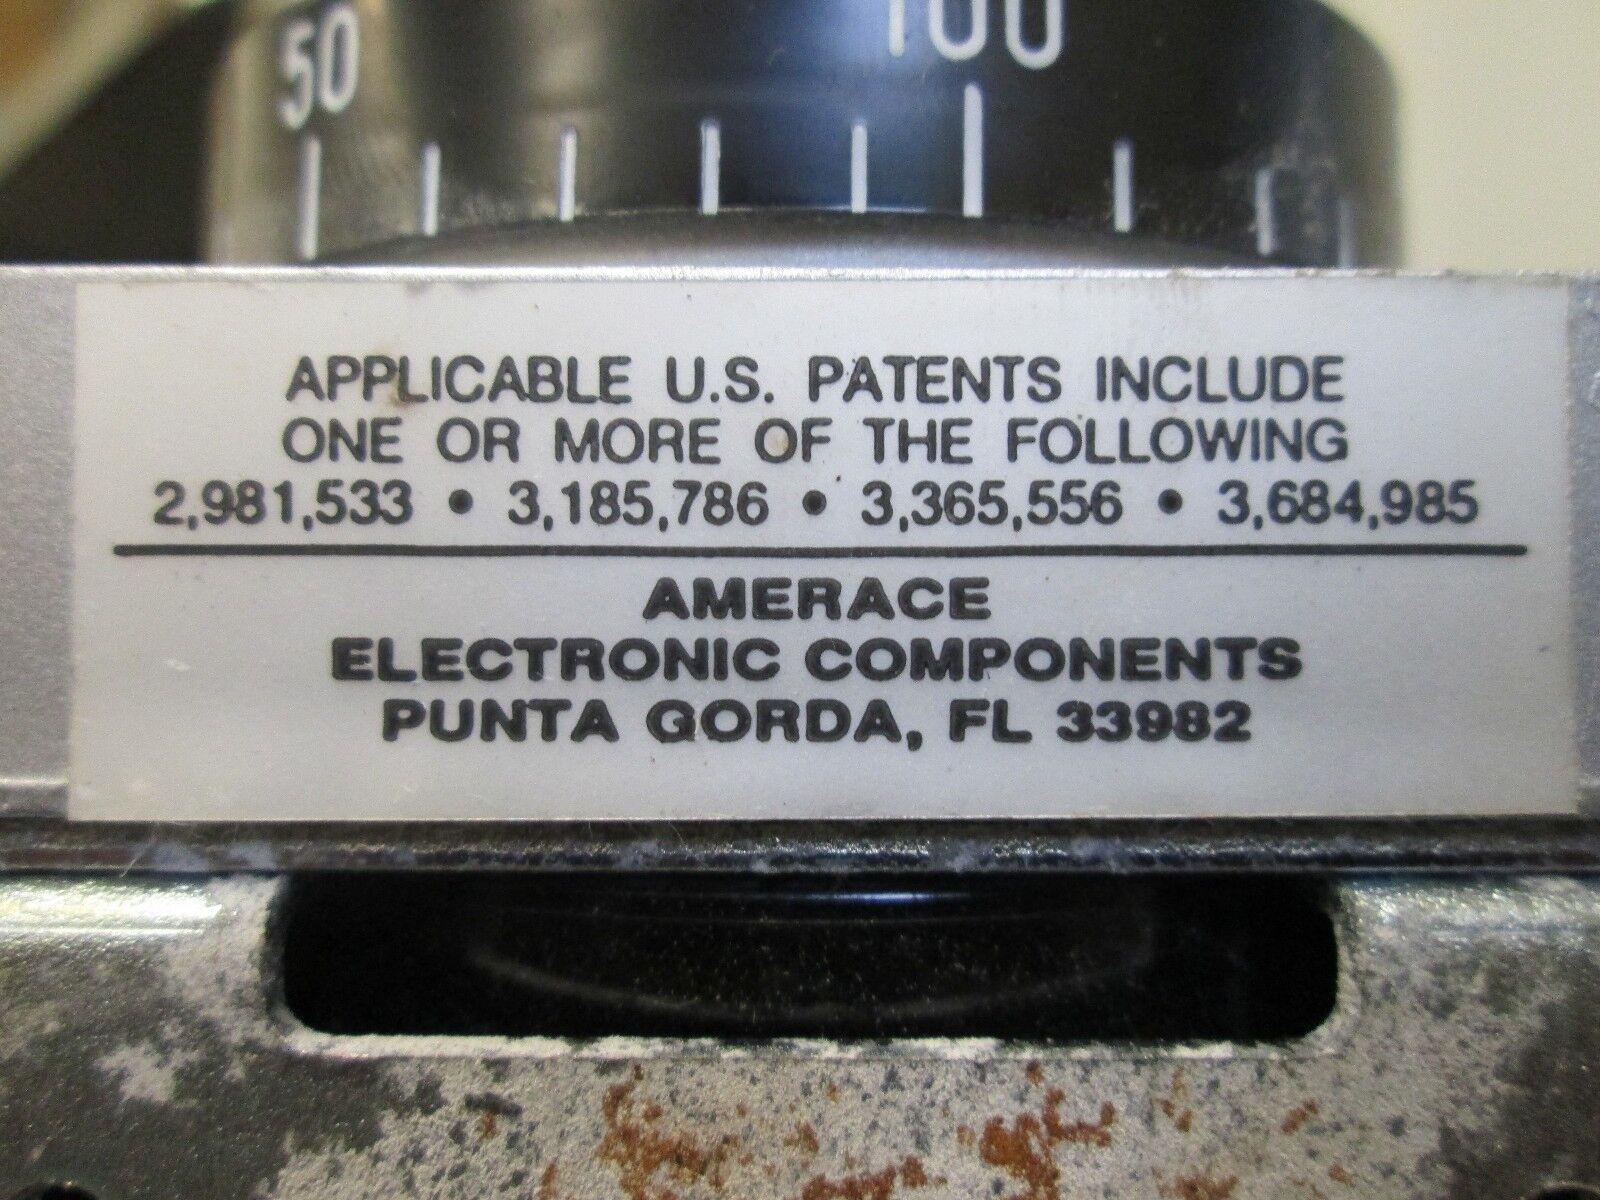 50 100
APPLICABLE U.S. PATENTS INCLUDE
ONE OR MORE OF THE FOLLOWING
2,981,533 • 3,185,786 • 3,365,556 • 3,684,985
AMERACE
ELECTRONIC COMPONENTS
PUNTA GORDA, FL 33982